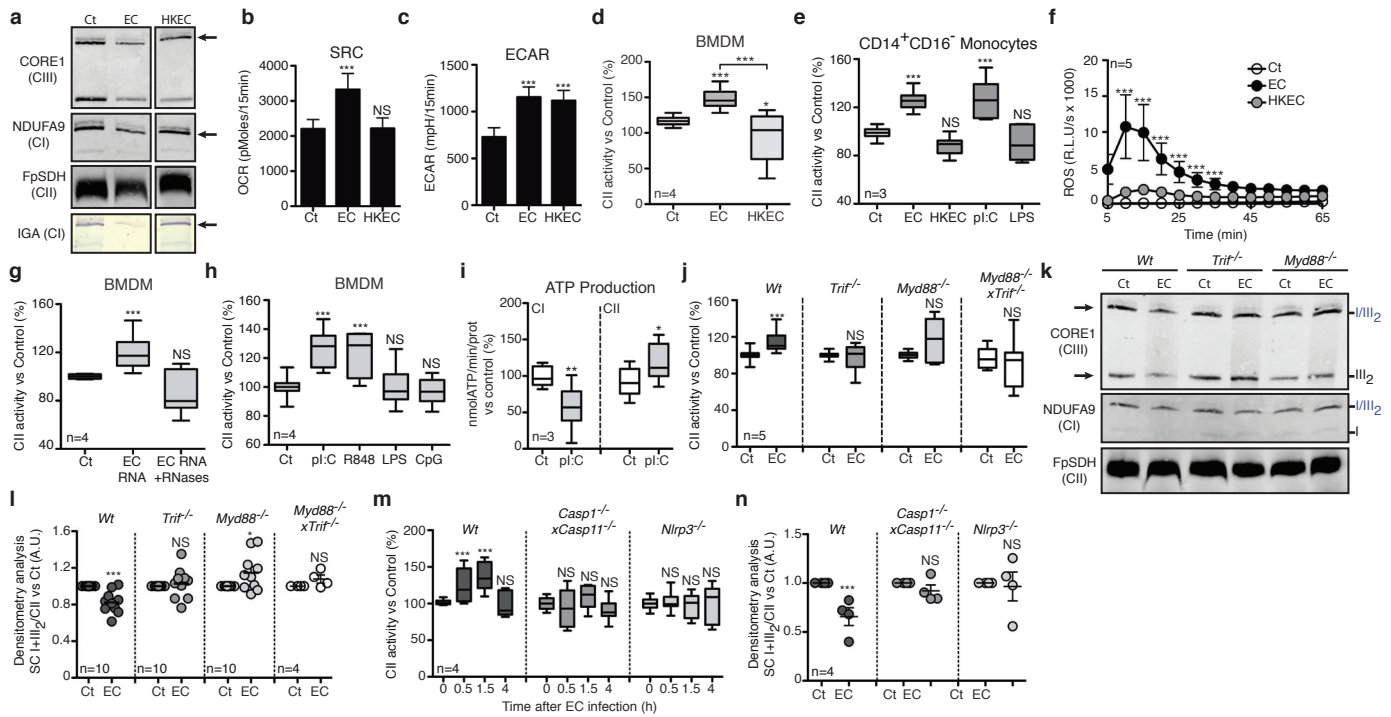 a
Ct EC HKEC
CORE1
(CIII)
NDUFA9
(CI)
FpSDH
(CII)
IGA (CI)
b
SRC
OCR (pMoles/15min)
4000
3000
2000
1000
0
*** NS
Ct EC HKEC
c
ECAR
ECAR (mpH/15min)
1500
1000
500
0
*** ***
Ct EC HKEC
d
BMDM
CII activity vs Control (%)
200
150
100
50
0
***
***
*
n=4
Ct EC HKEC
e
CD14+CD16- Monocytes
CII activity vs Control (%)
160
140
120
100
80
60
*** NS *** NS
n=3
Ct EC HKEC pI:C LPS
f
ROS (R.L.U/s x 1000)
20
15
10
5
0
n=5
Ct
EC
HKEC
*** *** *** *** *** ***
5 25 45 65
Time (min)
g
BMDM
CII activity vs Control (%)
160
140
120
100
80
40
*** NS
n=4
Ct EC RNA EC RNA
+RNases
h
BMDM
CII activity vs Control (%)
160
140
120
100
80
60
*** *** NS NS
n=4
Ct pI:C R848 LPS CpG
i
ATP Production
nmolATP/min/prot
vs control (%)
200
150
100
50
0
CI CII
** *
n=3
Ct pI:C Ct pI:C
j
Wt Trif-/- Myd88-/- Myd88-/-
xTrif-/-
CII activity vs Control (%)
200
150
100
50
0
*** NS NS NS
n=5
Ct EC Ct EC Ct EC Ct EC
k
Wt Trif-/- Myd88-/-
Ct EC Ct EC Ct EC
CORE1
(CIII)
I/III2
III2
NDUFA9
(CI)
I/III2
I
FpSDH
(CII)
l
Wt Trif-/- Myd88-/- Myd88-/-
xTrif-/-
Densitometry analysis
SC I+III2/CII vs Ct (A.U.)
1.6
1.2
0.8
0.4
0
*** NS * NS
n=10 n=10 n=10 n=4
Ct EC Ct EC Ct EC Ct EC
m
Wt Casp1-/-
xCasp11-/- Nlrp3-/-
CII activity vs Control (%)
200
150
100
50
0
*** *** NS NS NS NS NS NS NS
n=4
0 0.5 1.5 4 0 0.5 1.5 4 0 0.5 1.5 4
Time after EC infection (h)
n
Wt Casp1-/-
xCasp11-/- Nlrp3-/-
Densitometry analysis
SC I+III2/CII vs Ct (A.U.)
1.5
1.0
0.5
0
*** NS NS
n=4
Ct EC Ct EC Ct EC